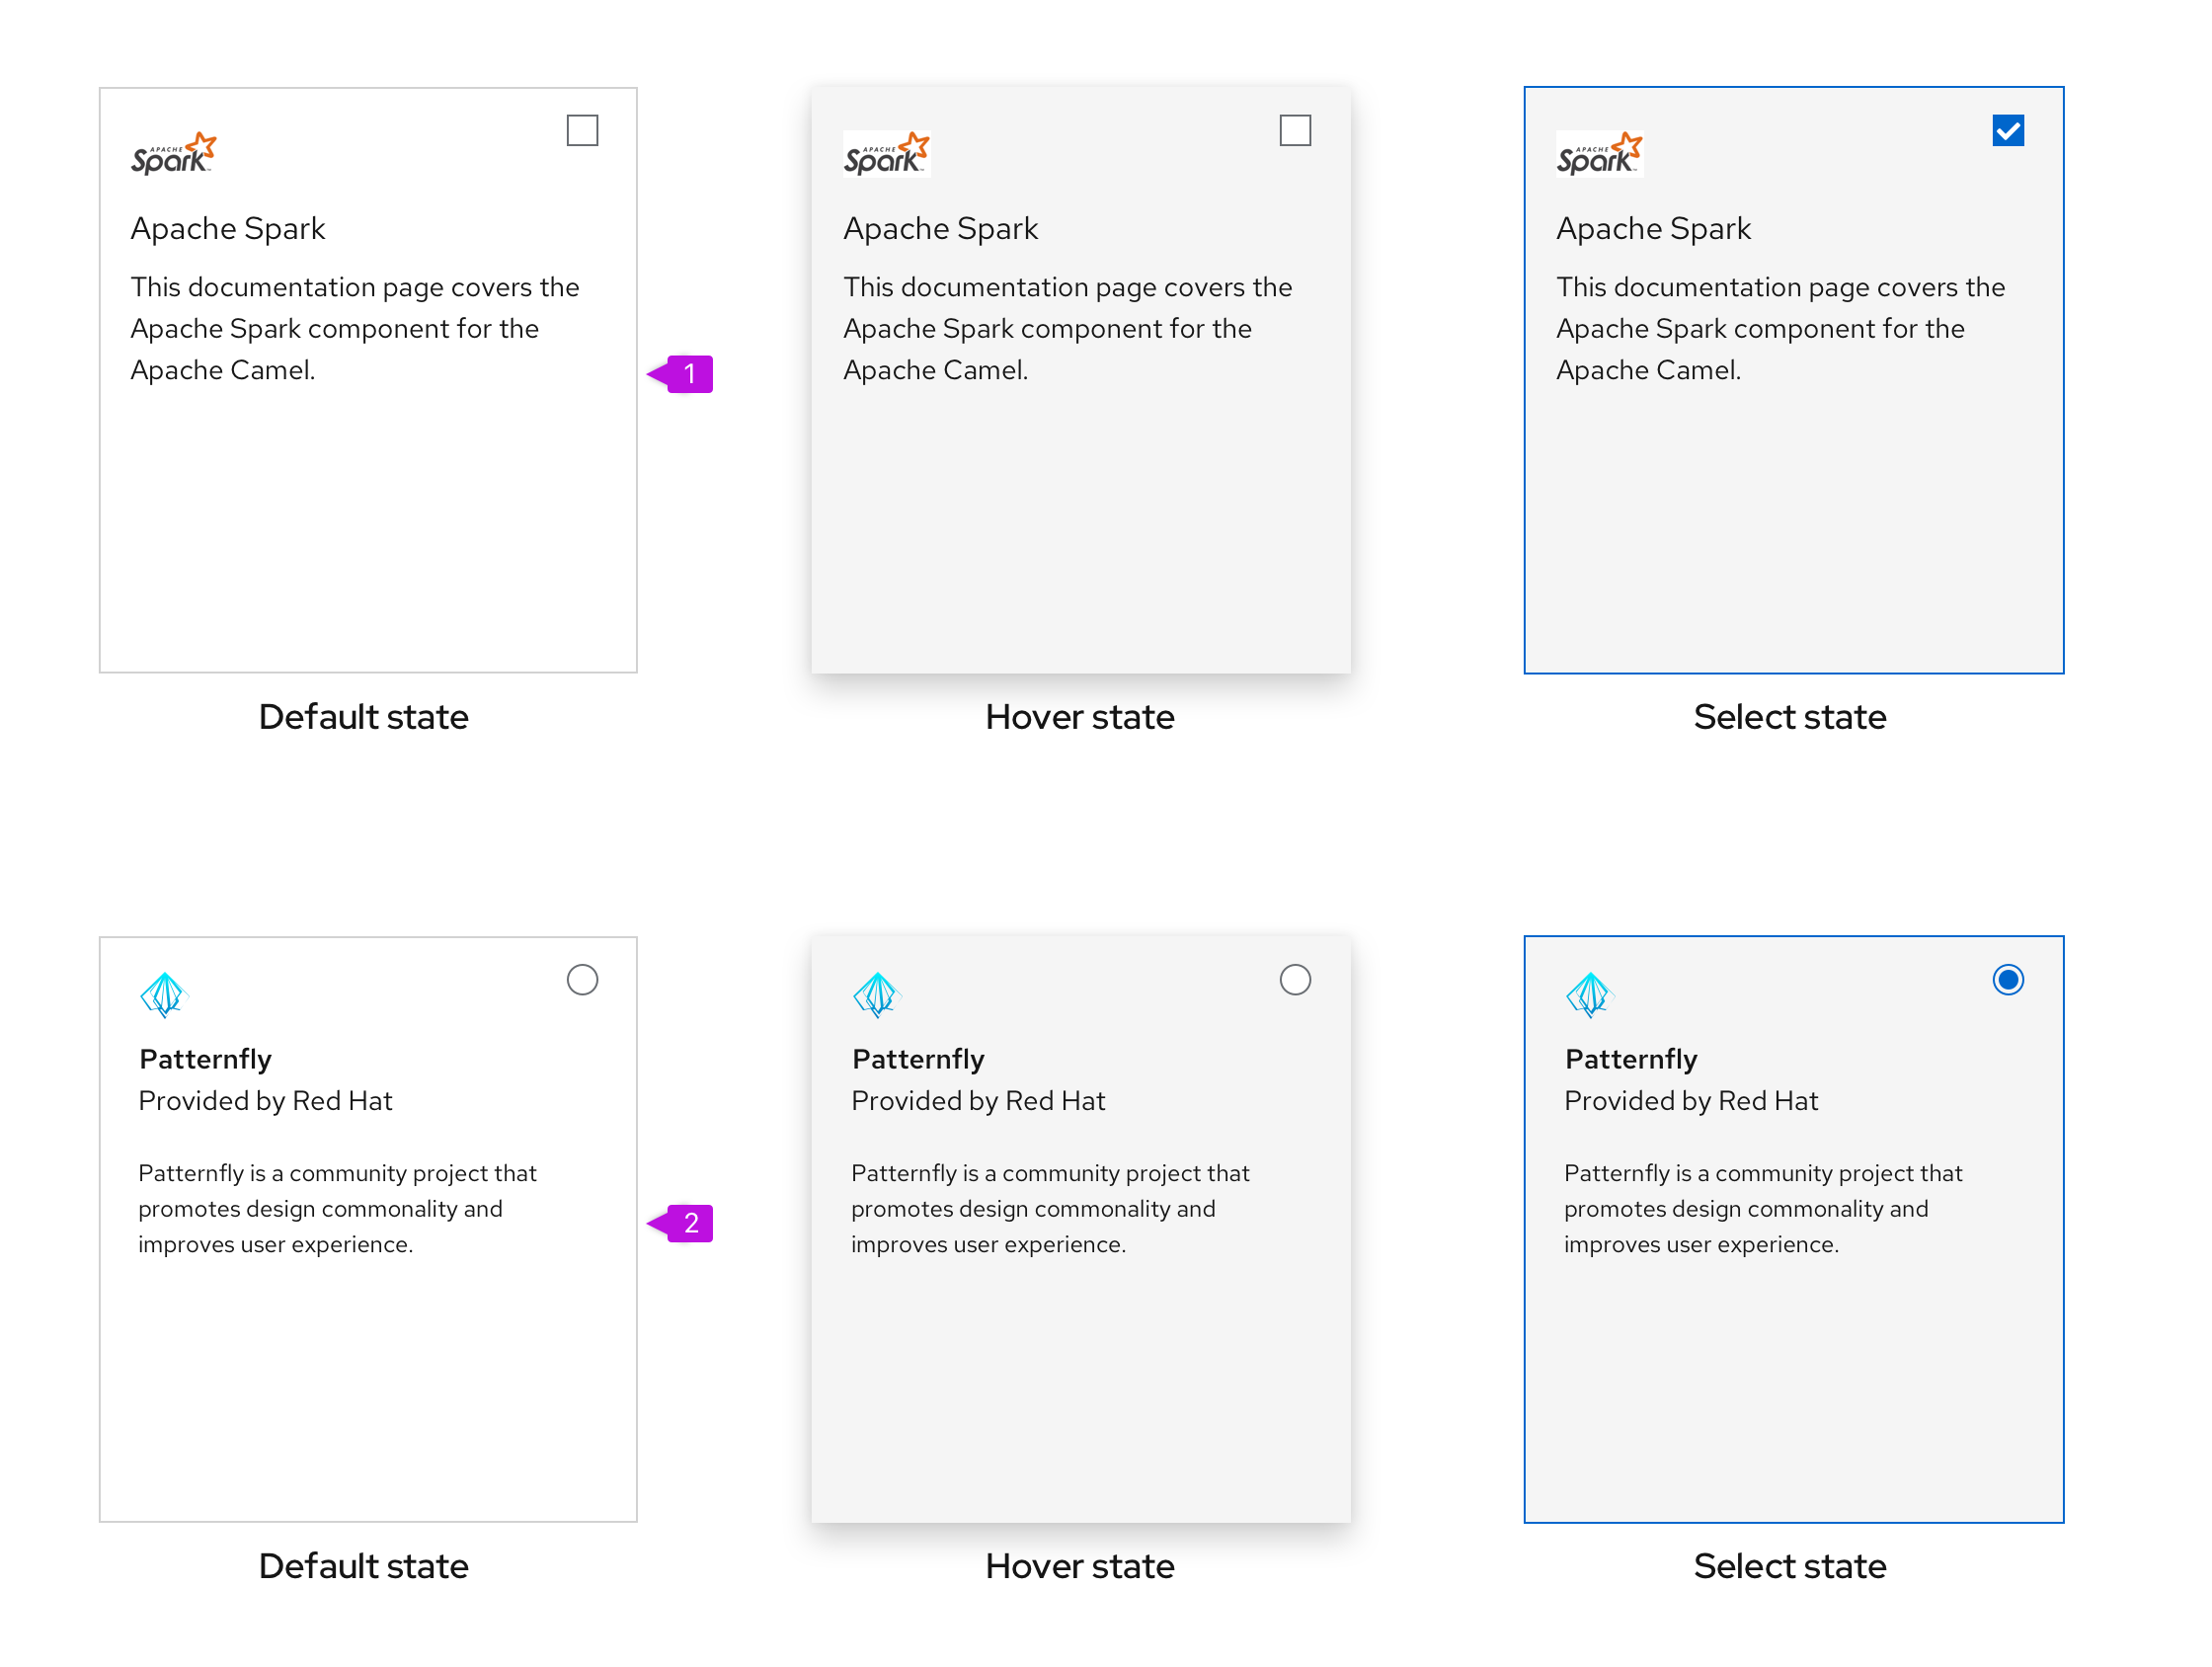 APACHE
Spark
Apache Spark
This documentation page covers the
Apache Spark component for the
Apache Camel.
1
Default state
APACHE
Spark
Apache Spark
This documentation page covers the
Apache Spark component for the
Apache Camel.
Hover state
APACHE
Spark
Apache Spark
This documentation page covers the
Apache Spark component for the
Apache Camel.
Select state
Patternfly
Provided by Red Hat
Patternfly is a community project that
promotes design commonality and
improves user experience.
2
Default state
Patternfly
Provided by Red Hat
Patternfly is a community project that
promotes design commonality and
improves user experience.
Hover state
Patternfly
Provided by Red Hat
Patternfly is a community project that
promotes design commonality and
improves user experience.
Select state